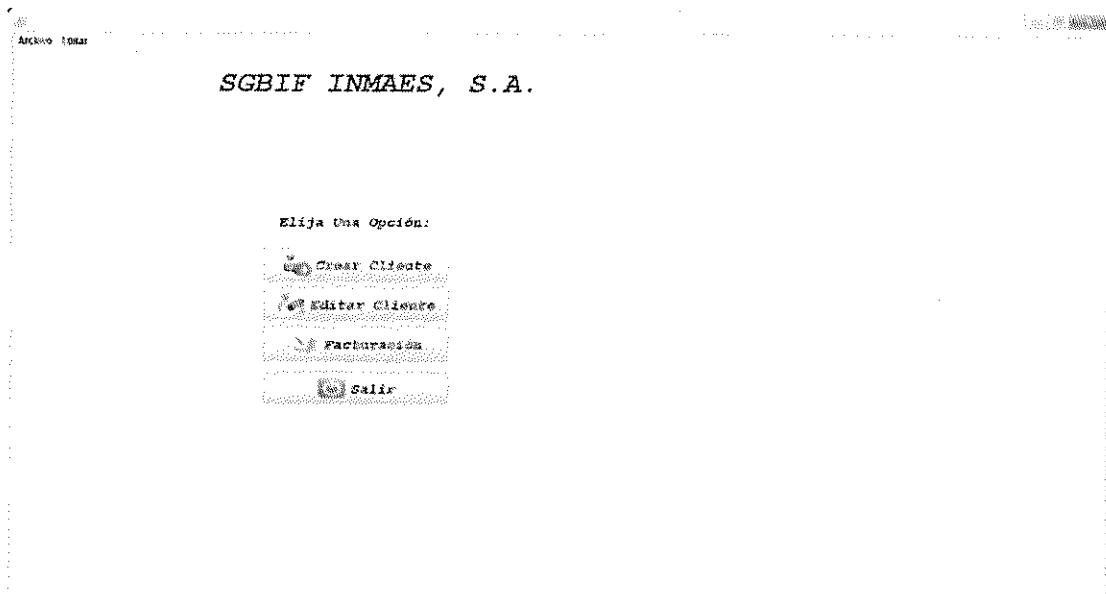 Archivo
SGBIF INMAES, S.A.
Elija Una Opción:
Crear Cliente
Editar Cliente
Facturación
Salir